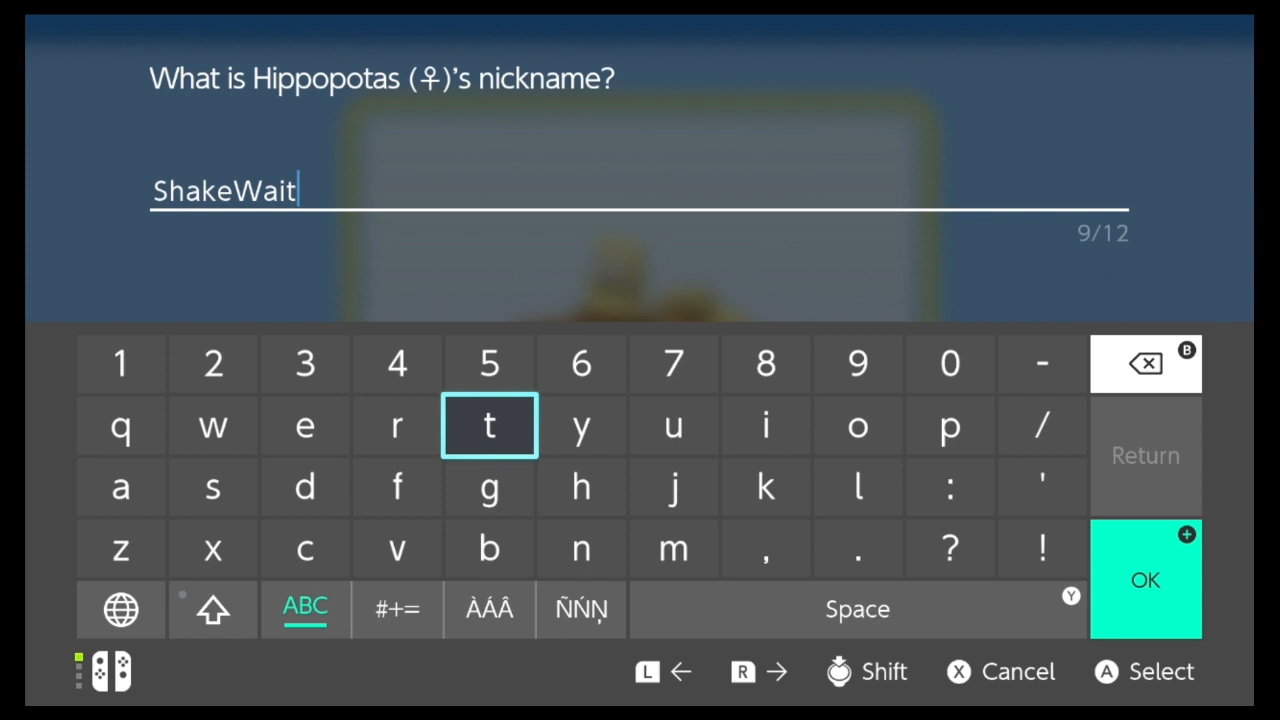 What is Hippopotas (♀)'s nickname?
ShakeWait
9/12
1 2 3 4 5 6 7 8 9 0 - B
q w e r t y u i o p / Return
a s d f g h j k l : '
z x c v b n m , . ? ! + OK
ABC #+= ÀÁÂ ÑŃŅ Space Y
L ← R → Shift X Cancel A Select